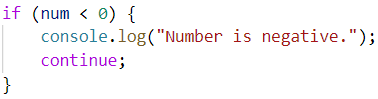 if (num < 0) {
    console.log("Number is negative.");
    continue;
}